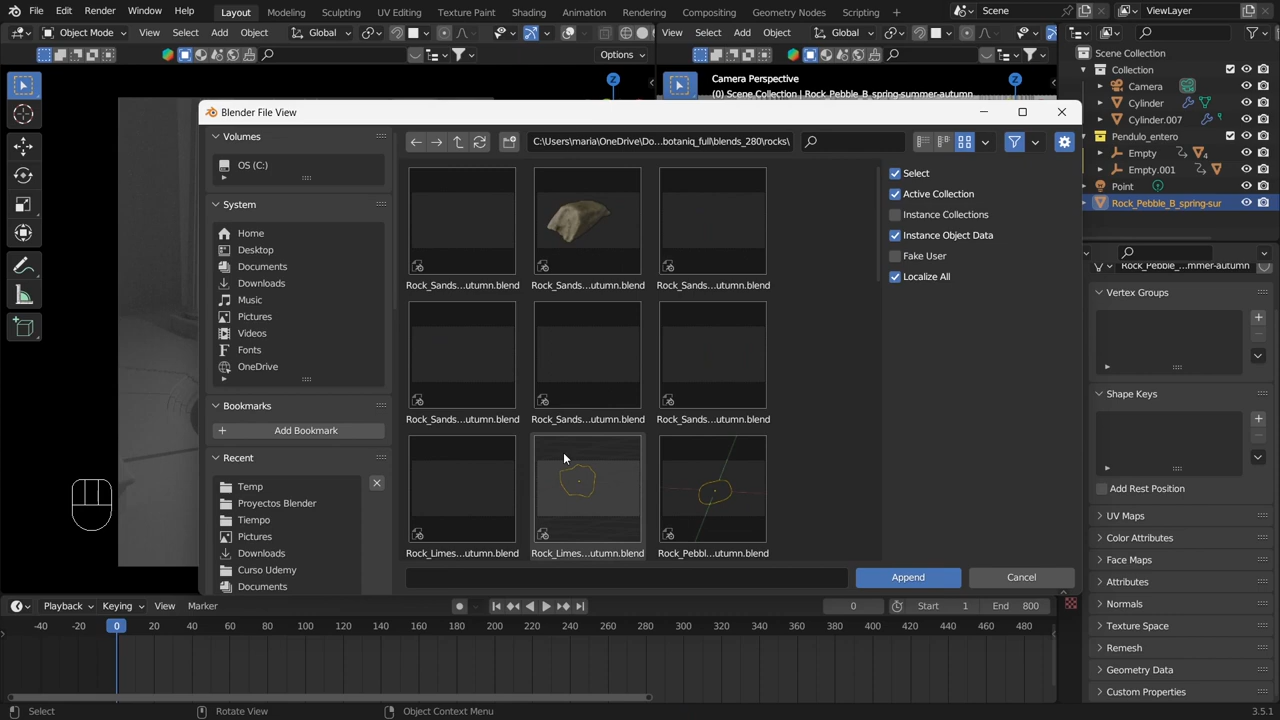 File Edit Render Window Help Layout Modeling Sculpting UV Editing Texture Paint Shading Animation Rendering Compositing Geometry Nodes Scripting + Scene ViewLayer
Object Mode View Select Add Object Global View Select Add Object Global
Options
Camera Perspective
(0) Scene Collection | Rock_Pebble_B_spring-summer-autumn
Z
Z
Scene Collection
Collection
Camera
Cylinder
Cylinder.007
Pendulo_entero
Empty 4
Empty.001
Point
Rock_Pebble_B_spring-sur
Blender File View
Volumes
OS (C:)
System
Home
Desktop
Documents
Downloads
Music
Pictures
Videos
Fonts
OneDrive
Bookmarks
Add Bookmark
Recent
Temp
Proyectos Blender
Tiempo
Pictures
Downloads
Curso Udemy
Documents
C:\Users\maria\OneDrive\Do...botaniq_full\blends_280\rocks\
Rock_Sands...utumn.blend Rock_Sands...utumn.blend Rock_Sands...utumn.blend
Rock_Sands...utumn.blend Rock_Sands...utumn.blend Rock_Sands...utumn.blend
Rock_Limes...utumn.blend Rock_Limes...utumn.blend Rock_Pebbl...utumn.blend
Select
Active Collection
Instance Collections
Instance Object Data
Fake User
Localize All
Append Cancel
Rock_Pebble_...mmer-autumn
Vertex Groups
Shape Keys
Add Rest Position
UV Maps
Color Attributes
Face Maps
Attributes
Normals
Texture Space
Remesh
Geometry Data
Custom Properties
Playback Keying View Marker 0 Start 1 End 800
-40 -20 0 20 40 60 80 100 120 140 160 180 200 220 240 260 280 300 320 340 360 380 400 420 440 460 480
Select Rotate View Object Context Menu 3.5.1